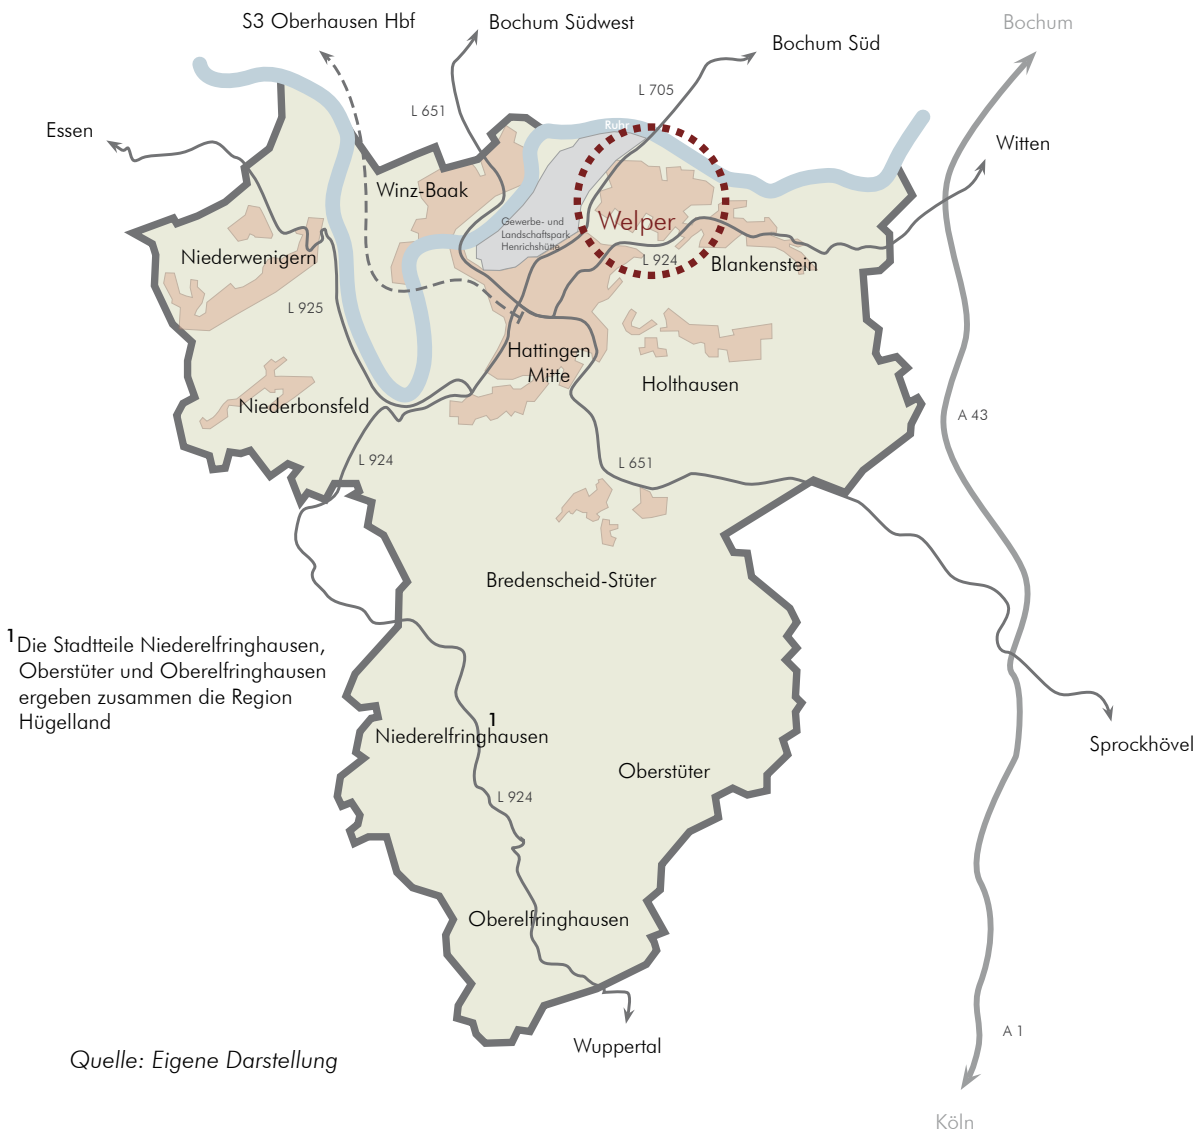 S3 Oberhausen Hbf
Bochum Südwest
Bochum
Bochum Süd
L 705
L 651
Ruhr
Essen
Witten
Winz-Baak
Gewerbe- und
Landschaftspark
Henrichshütte
Welper
Niederwenigern
L 924
Blankenstein
L 925
Hattingen
Mitte
Holthausen
Niederbonsfeld
A 43
L 924
L 651
Bredenscheid-Stüter
1 Die Stadtteile Niederelfringhausen,
Oberstüter und Oberelfringhausen
ergeben zusammen die Region
Hügelland
1
Niederelfringhausen
Sprockhövel
Oberstüter
L 924
Oberelfringhausen
A 1
Wuppertal
Quelle: Eigene Darstellung
Köln